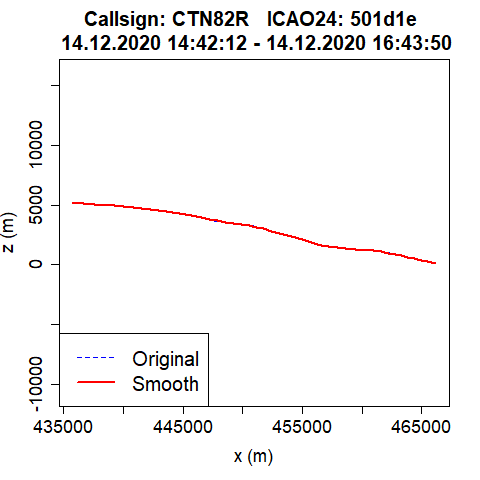 Callsign: CTN82R   ICAO24: 501d1e
14.12.2020 14:42:12 - 14.12.2020 16:43:50
z (m)
10000
5000
0
-10000
Original
Smooth
435000
445000
455000
465000
x (m)